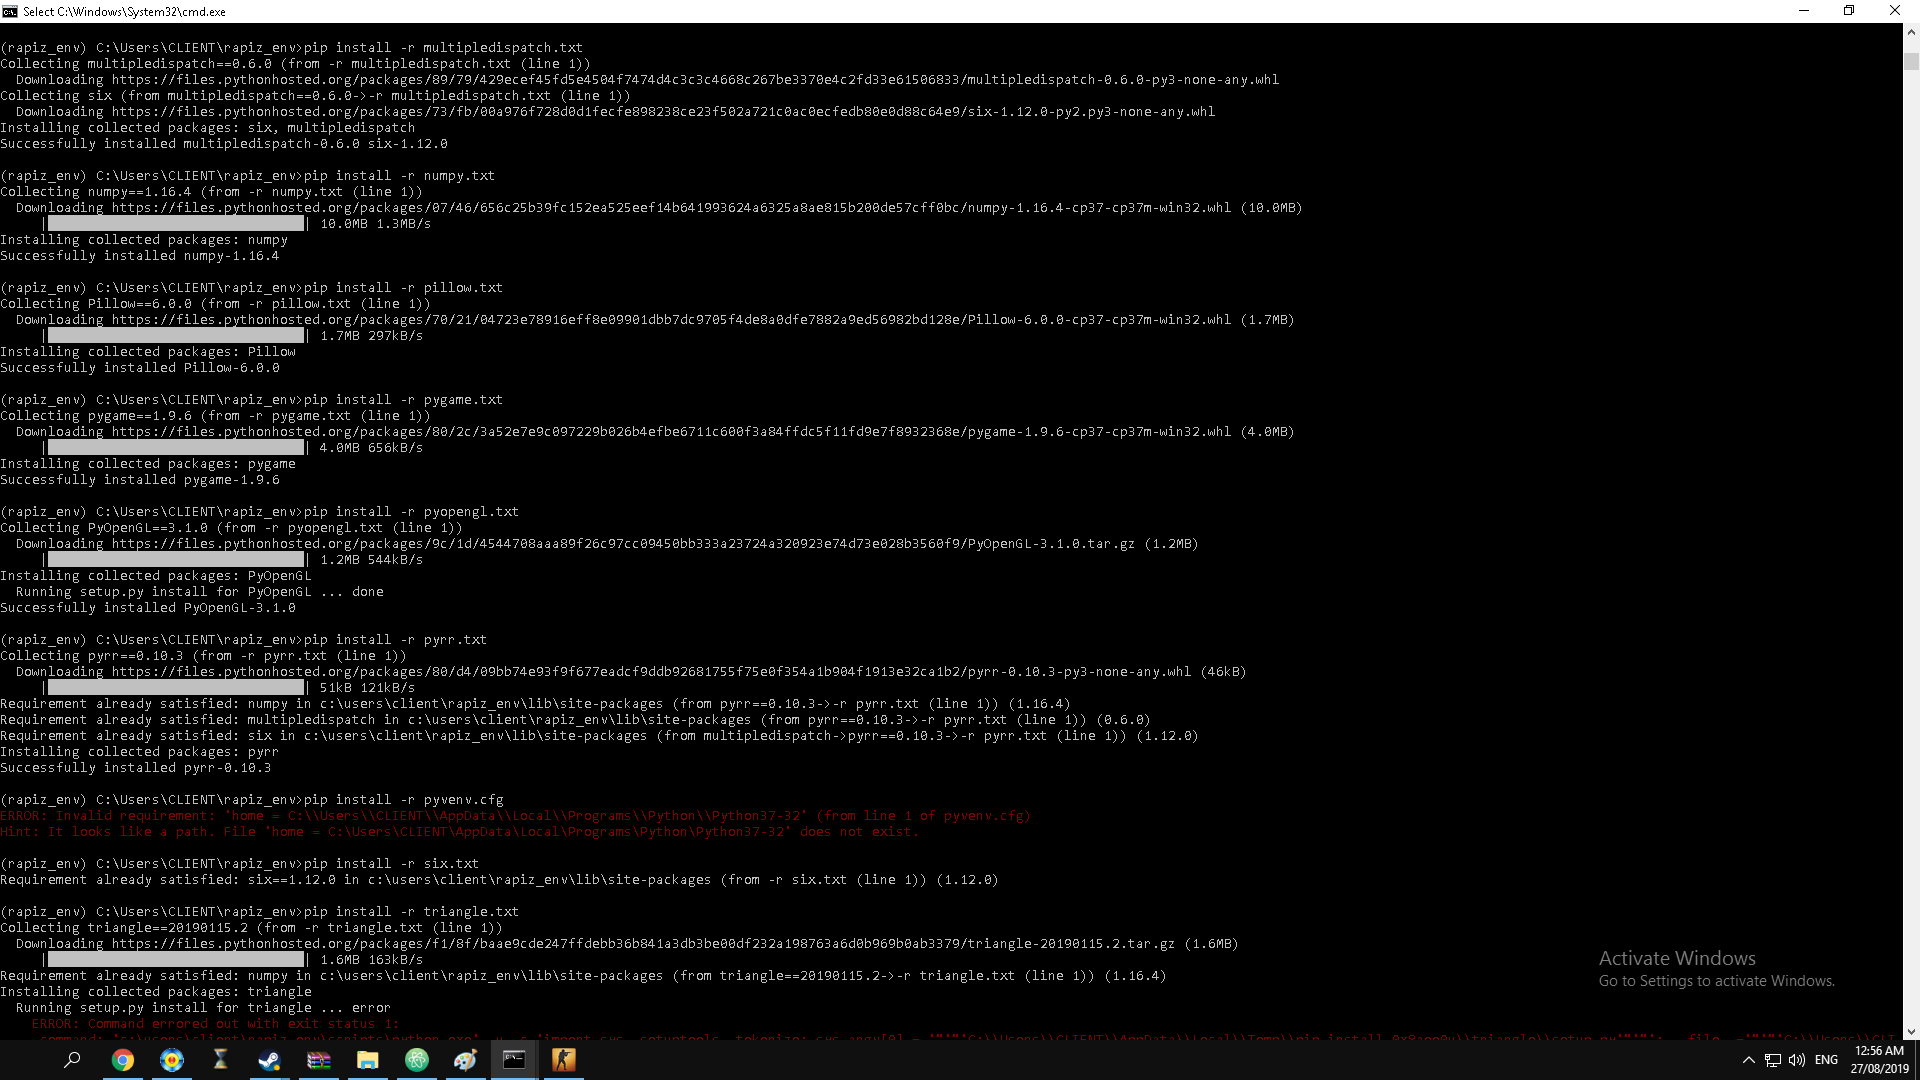 Select C:\Windows\System32\cmd.exe
(rapiz_env) C:\Users\CLIENT\rapiz_env>pip install -r multipledispatch.txt
Collecting multipledispatch==0.6.0 (from -r multipledispatch.txt (line 1))
Downloading https://files.pythonhosted.org/packages/89/79/429ecef45fd5e4504f7474d4c3c3c4668c267be3370e4c2fd33e61506833/multipledispatch-0.6.0-py3-none-any.whl
Collecting six (from multipledispatch==0.6.0->-r multipledispatch.txt (line 1))
Downloading https://files.pythonhosted.org/packages/73/fb/00a976f728d0d1fecfe898238ce23f502a721c0ac0ecfedb80e0d88c64e9/six-1.12.0-py2.py3-none-any.whl
Installing collected packages: six, multipledispatch
Successfully installed multipledispatch-0.6.0 six-1.12.0
(rapiz_env) C:\Users\CLIENT\rapiz_env>pip install -r numpy.txt
Collecting numpy==1.16.4 (from -r numpy.txt (line 1))
Downloading https://files.pythonhosted.org/packages/07/46/656c25b39fc152ea525eef14b641993624a6325a8ae815b200de57cff0bc/numpy-1.16.4-cp37-cp37m-win32.whl (10.0MB)
| | 10.0MB 1.3MB/s
Installing collected packages: numpy
Successfully installed numpy-1.16.4
(rapiz_env) C:\Users\CLIENT\rapiz_env>pip install -r pillow.txt
Collecting Pillow==6.0.0 (from -r pillow.txt (line 1))
Downloading https://files.pythonhosted.org/packages/70/21/04723e78916eff8e09901dbb7dc9705f4de8a0dfe7882a9ed56982bd128e/Pillow-6.0.0-cp37-cp37m-win32.whl (1.7MB)
| | 1.7MB 297kB/s
Installing collected packages: Pillow
Successfully installed Pillow-6.0.0
(rapiz_env) C:\Users\CLIENT\rapiz_env>pip install -r pygame.txt
Collecting pygame==1.9.6 (from -r pygame.txt (line 1))
Downloading https://files.pythonhosted.org/packages/80/2c/3a52e7e9c097229b026b4efbe6711c600f3a84ffdc5f11fd9e7f8932368e/pygame-1.9.6-cp37-cp37m-win32.whl (4.0MB)
| | 4.0MB 656kB/s
Installing collected packages: pygame
Successfully installed pygame-1.9.6
(rapiz_env) C:\Users\CLIENT\rapiz_env>pip install -r pyopengl.txt
Collecting PyOpenGL==3.1.0 (from -r pyopengl.txt (line 1))
Downloading https://files.pythonhosted.org/packages/9c/1d/4544708aaa89f26c97cc09450bb333a23724a320923e74d73e028b3560f9/PyOpenGL-3.1.0.tar.gz (1.2MB)
| | 1.2MB 544kB/s
Installing collected packages: PyOpenGL
Running setup.py install for PyOpenGL ... done
Successfully installed PyOpenGL-3.1.0
(rapiz_env) C:\Users\CLIENT\rapiz_env>pip install -r pyrr.txt
Collecting pyrr==0.10.3 (from -r pyrr.txt (line 1))
Downloading https://files.pythonhosted.org/packages/80/d4/09bb74e93f9f677eadcf9ddb92681755f75e0f354a1b904f1913e32ca1b2/pyrr-0.10.3-py3-none-any.whl (46kB)
| | 51kB 121kB/s
Requirement already satisfied: numpy in c:\users\client\rapiz_env\lib\site-packages (from pyrr==0.10.3->-r pyrr.txt (line 1)) (1.16.4)
Requirement already satisfied: multipledispatch in c:\users\client\rapiz_env\lib\site-packages (from pyrr==0.10.3->-r pyrr.txt (line 1)) (0.6.0)
Requirement already satisfied: six in c:\users\client\rapiz_env\lib\site-packages (from multipledispatch->pyrr==0.10.3->-r pyrr.txt (line 1)) (1.12.0)
Installing collected packages: pyrr
Successfully installed pyrr-0.10.3
(rapiz_env) C:\Users\CLIENT\rapiz_env>pip install -r pyvenv.cfg
ERROR: Invalid requirement: 'home = C:\\Users\\CLIENT\\AppData\\Local\\Programs\\Python\\Python37-32' (from line 1 of pyvenv.cfg)
Hint: It looks like a path. File 'home = C:\Users\CLIENT\AppData\Local\Programs\Python\Python37-32' does not exist.
(rapiz_env) C:\Users\CLIENT\rapiz_env>pip install -r six.txt
Requirement already satisfied: six==1.12.0 in c:\users\client\rapiz_env\lib\site-packages (from -r six.txt (line 1)) (1.12.0)
(rapiz_env) C:\Users\CLIENT\rapiz_env>pip install -r triangle.txt
Collecting triangle==20190115.2 (from -r triangle.txt (line 1))
Downloading https://files.pythonhosted.org/packages/f1/8f/baae9cde247ffdebb36b841a3db3be00df232a198763a6d0b969b0ab3379/triangle-20190115.2.tar.gz (1.6MB)
| | 1.6MB 163kB/s
Requirement already satisfied: numpy in c:\users\client\rapiz_env\lib\site-packages (from triangle==20190115.2->-r triangle.txt (line 1)) (1.16.4)
Installing collected packages: triangle
Running setup.py install for triangle ... error
ERROR: Command errored out with exit status 1:
Activate Windows
Go to Settings to activate Windows.
ENG
12:56 AM
27/08/2019